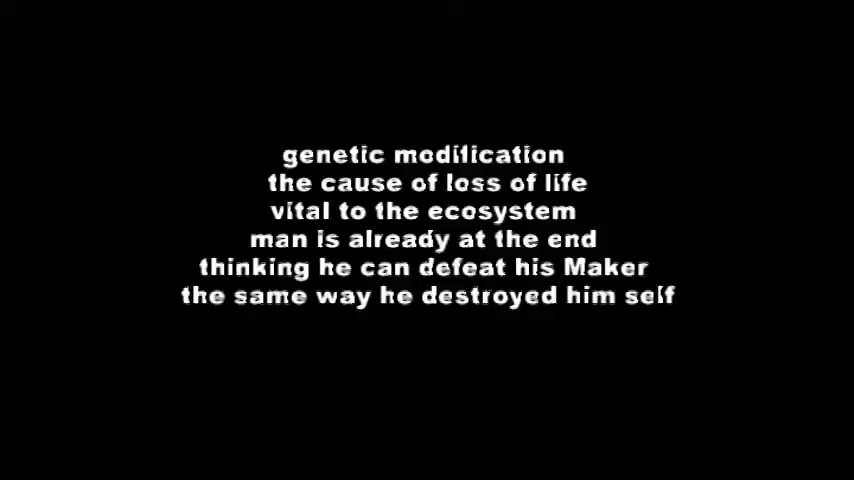 genetic modification
the cause of loss of life
vital to the ecosystem
man is already at the end
thinking he can defeat his Maker
the same way he destroyed him self